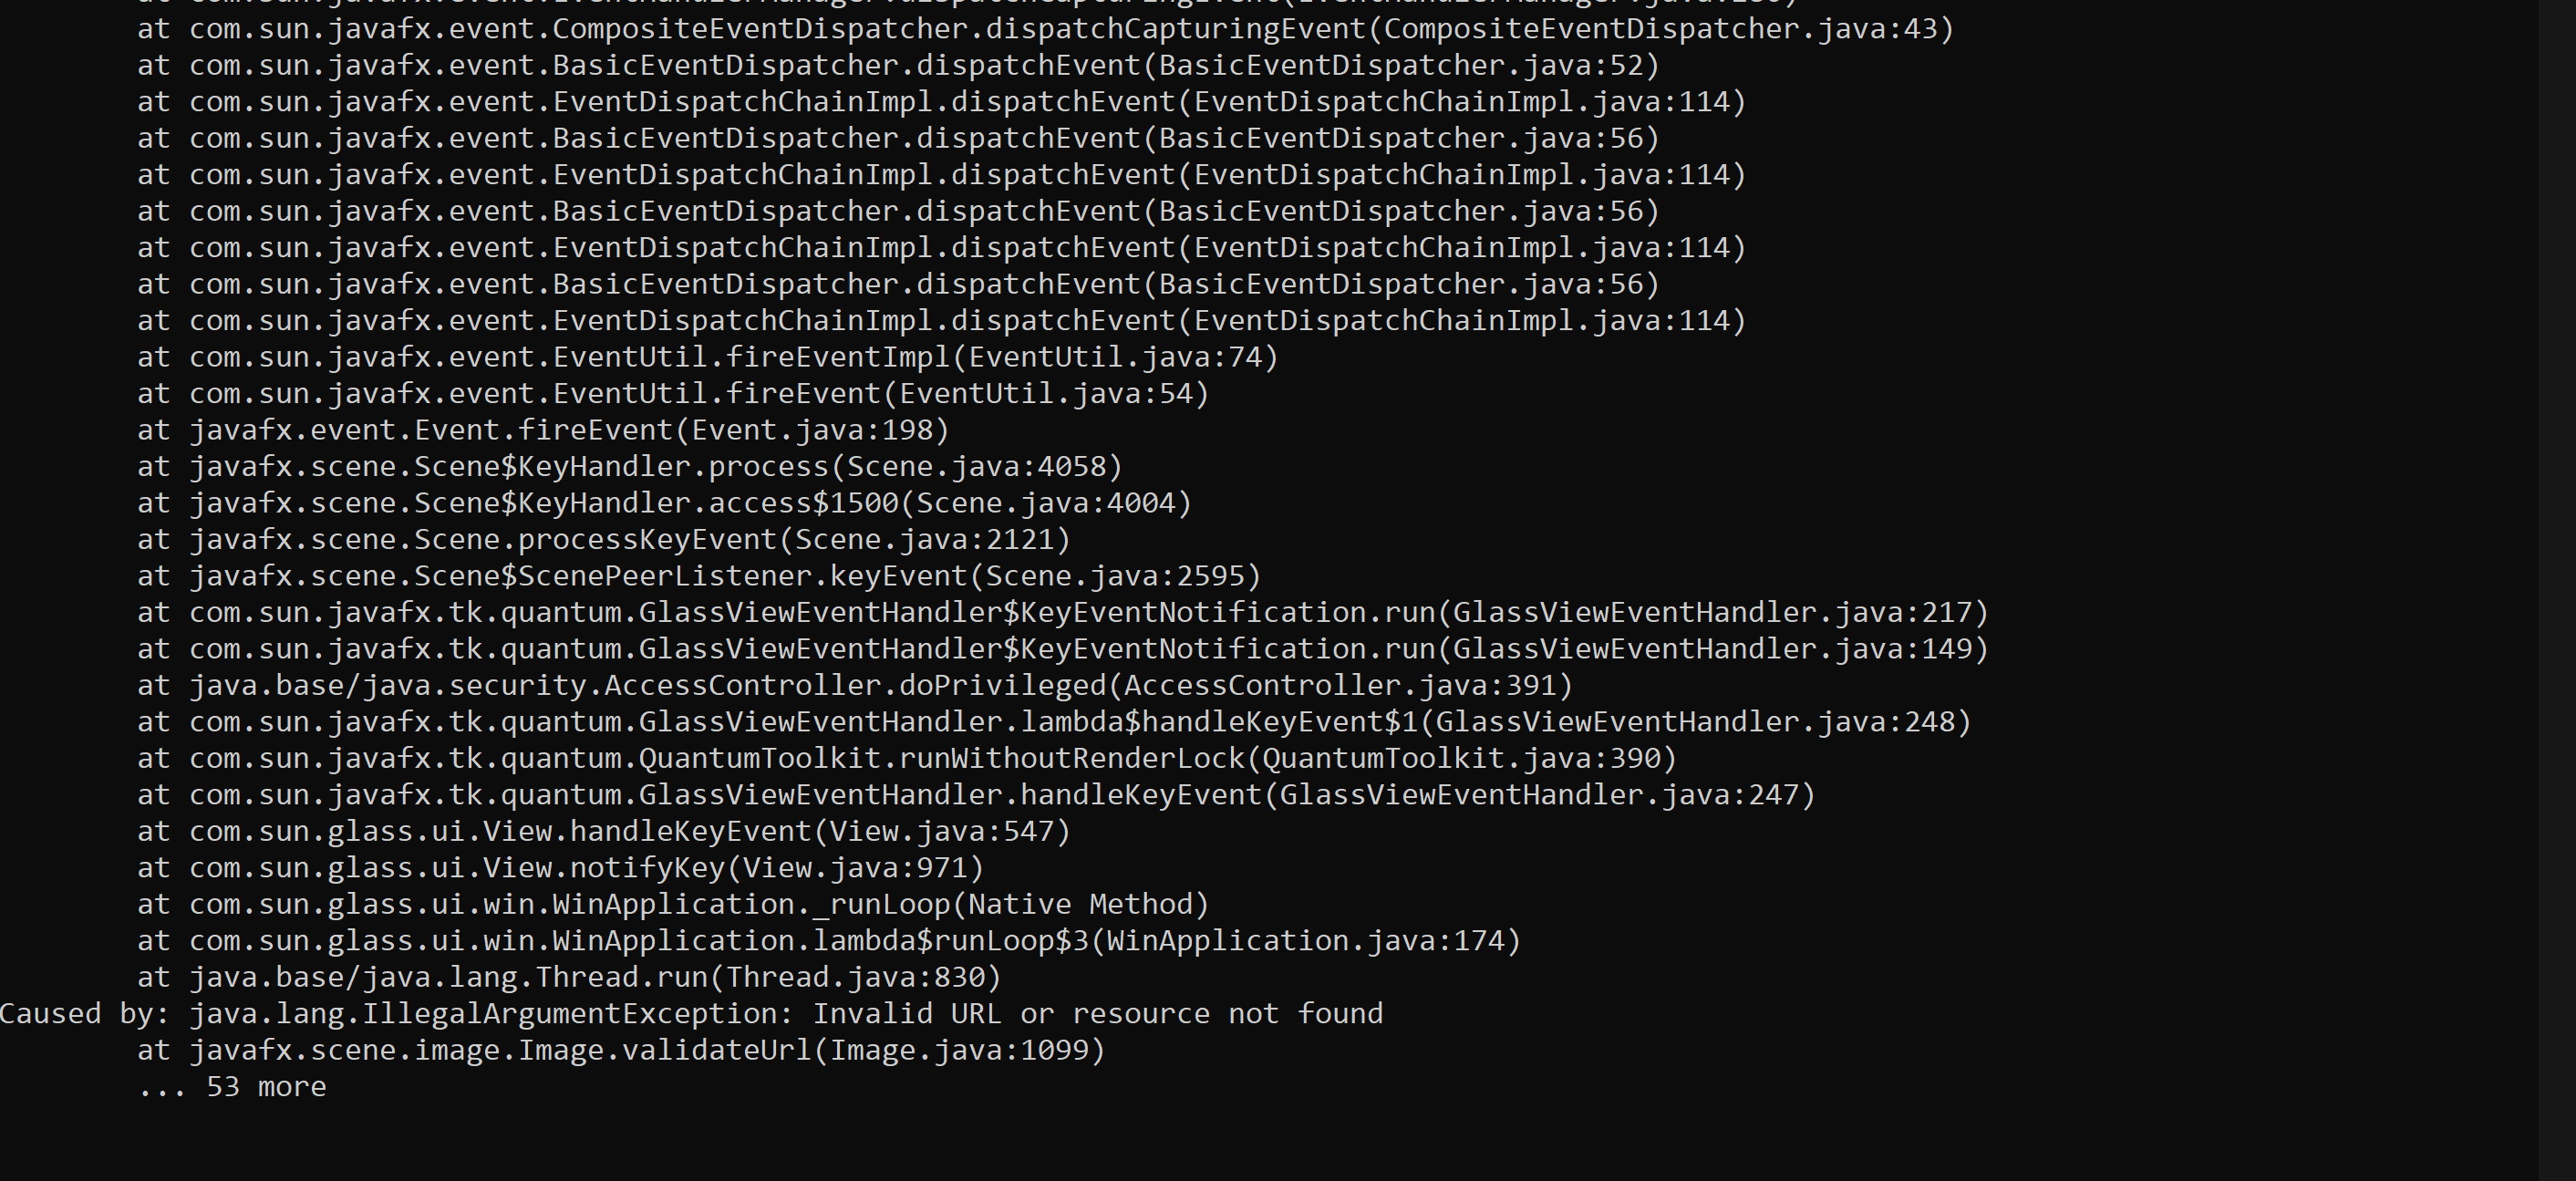 at com.sun.javafx.event.EventHandlerManager.dispatchCapturingEvent(EventHandlerManager.java:
at com.sun.javafx.event.CompositeEventDispatcher.dispatchCapturingEvent(CompositeEventDispatcher.java:43)
at com.sun.javafx.event.BasicEventDispatcher.dispatchEvent(BasicEventDispatcher.java:52)
at com.sun.javafx.event.EventDispatchChainImpl.dispatchEvent(EventDispatchChainImpl.java:114)
at com.sun.javafx.event.BasicEventDispatcher.dispatchEvent(BasicEventDispatcher.java:56)
at com.sun.javafx.event.EventDispatchChainImpl.dispatchEvent(EventDispatchChainImpl.java:114)
at com.sun.javafx.event.BasicEventDispatcher.dispatchEvent(BasicEventDispatcher.java:56)
at com.sun.javafx.event.EventDispatchChainImpl.dispatchEvent(EventDispatchChainImpl.java:114)
at com.sun.javafx.event.BasicEventDispatcher.dispatchEvent(BasicEventDispatcher.java:56)
at com.sun.javafx.event.EventDispatchChainImpl.dispatchEvent(EventDispatchChainImpl.java:114)
at com.sun.javafx.event.EventUtil.fireEventImpl(EventUtil.java:74)
at com.sun.javafx.event.EventUtil.fireEvent(EventUtil.java:54)
at javafx.event.Event.fireEvent(Event.java:198)
at javafx.scene.Scene$KeyHandler.process(Scene.java:4058)
at javafx.scene.Scene$KeyHandler.access$1500(Scene.java:4004)
at javafx.scene.Scene.processKeyEvent(Scene.java:2121)
at javafx.scene.Scene$ScenePeerListener.keyEvent(Scene.java:2595)
at com.sun.javafx.tk.quantum.GlassViewEventHandler$KeyEventNotification.run(GlassViewEventHandler.java:217)
at com.sun.javafx.tk.quantum.GlassViewEventHandler$KeyEventNotification.run(GlassViewEventHandler.java:149)
at java.base/java.security.AccessController.doPrivileged(AccessController.java:391)
at com.sun.javafx.tk.quantum.GlassViewEventHandler.lambda$handleKeyEvent$1(GlassViewEventHandler.java:248)
at com.sun.javafx.tk.quantum.QuantumToolkit.runWithoutRenderLock(QuantumToolkit.java:390)
at com.sun.javafx.tk.quantum.GlassViewEventHandler.handleKeyEvent(GlassViewEventHandler.java:247)
at com.sun.glass.ui.View.handleKeyEvent(View.java:547)
at com.sun.glass.ui.View.notifyKey(View.java:971)
at com.sun.glass.ui.win.WinApplication._runLoop(Native Method)
at com.sun.glass.ui.win.WinApplication.lambda$runLoop$3(WinApplication.java:174)
at java.base/java.lang.Thread.run(Thread.java:830)
Caused by: java.lang.IllegalArgumentException: Invalid URL or resource not found
at javafx.scene.image.Image.validateUrl(Image.java:1099)
... 53 more